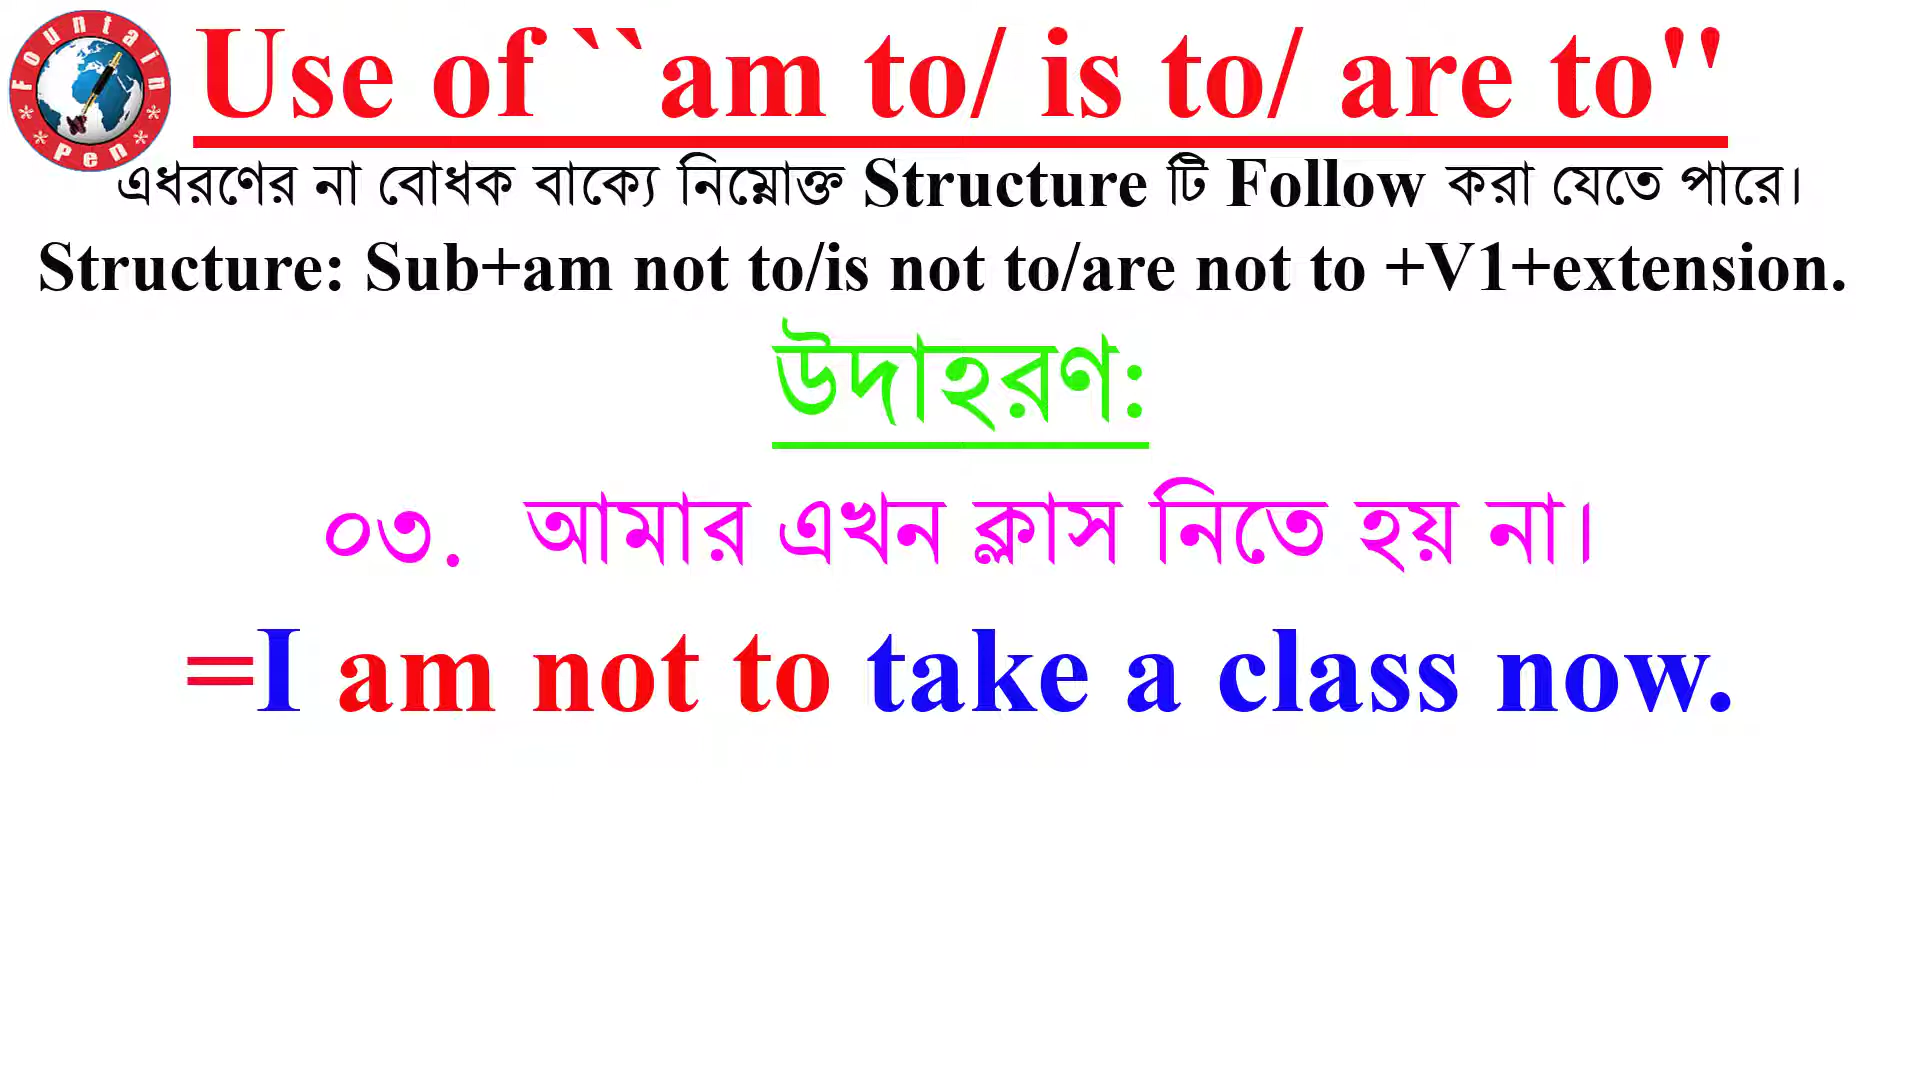 Fountain Pen
Use of ``am to/ is to/ are to''
এধরণের না বোধক বাক্যে নিম্নোক্ত Structure টি Follow করা যেতে পারে।
Structure: Sub+am not to/is not to/are not to +V1+extension.
উদাহরণ:
০৩. আমার এখন ক্লাস নিতে হয় না।
=I am not to take a class now.